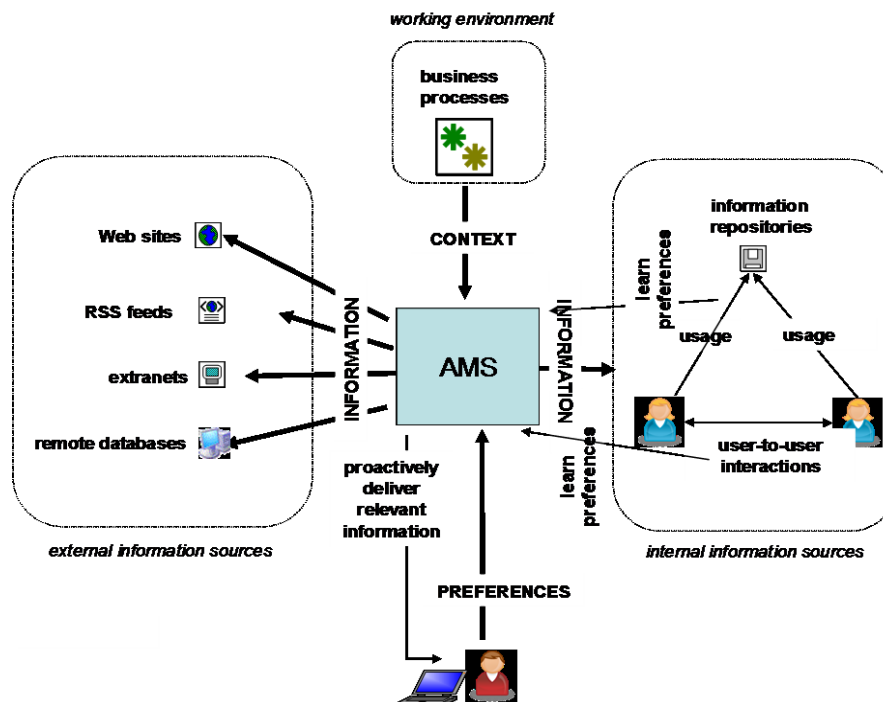 working environment
business
processes
CONTEXT
Web sites
RSS feeds
extranets
remote databases
external information sources
INFORMATION
AMS
INFORMATION
learn
preferences
information
repositories
usage
usage
user-to-user
interactions
learn
preferences
internal information sources
proactively
deliver
relevant
information
PREFERENCES